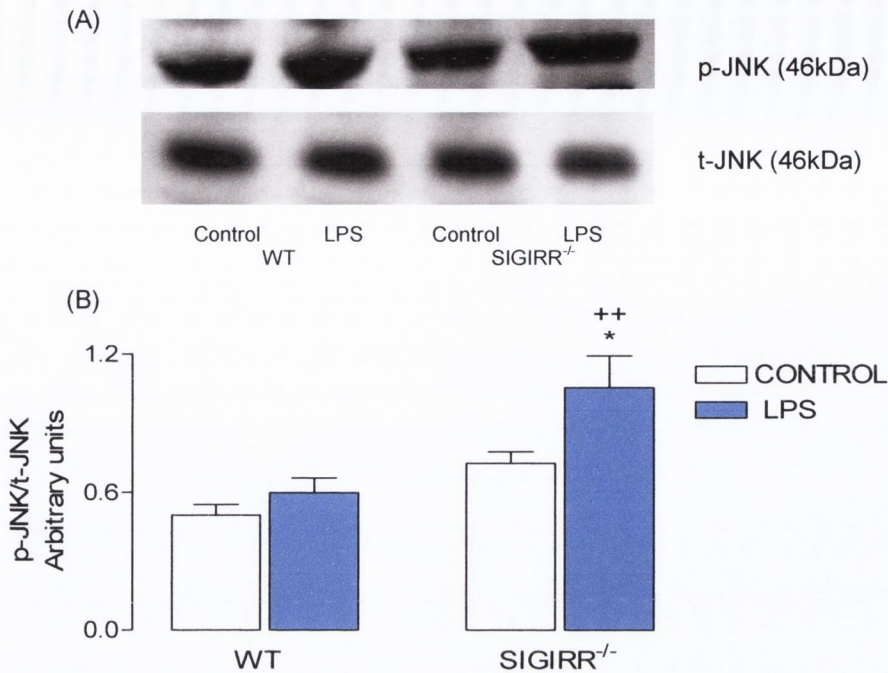 (A)
p-JNK (46kDa)
t-JNK (46kDa)
Control LPS Control LPS
WT SIGIRR-/-
(B)
++
*
1.2
CONTROL
LPS
p-JNK/t-JNK
Arbitrary units
0.6
0.0
WT SIGIRR-/-